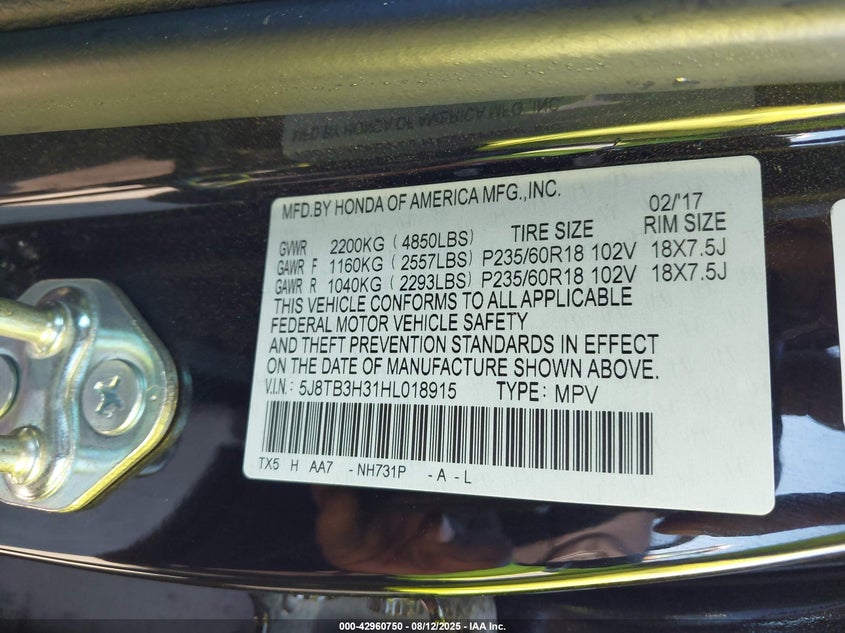 MFD.BY HONDA OF AMERICA MFG.,INC. 02/'17
GVWR 2200KG (4850LBS) TIRE SIZE RIM SIZE
GAWR F 1160KG (2557LBS) P235/60R18 102V 18X7.5J
GAWR R 1040KG (2293LBS) P235/60R18 102V 18X7.5J
THIS VEHICLE CONFORMS TO ALL APPLICABLE
FEDERAL MOTOR VEHICLE SAFETY
AND THEFT PREVENTION STANDARDS IN EFFECT
ON THE DATE OF MANUFACTURE SHOWN ABOVE.
V.I.N.: 5J8TB3H31HL018915 TYPE: MPV
TX5 H AA7 - NH731P - A - L
000-42960750 - 08/12/2025 - IAA Inc.